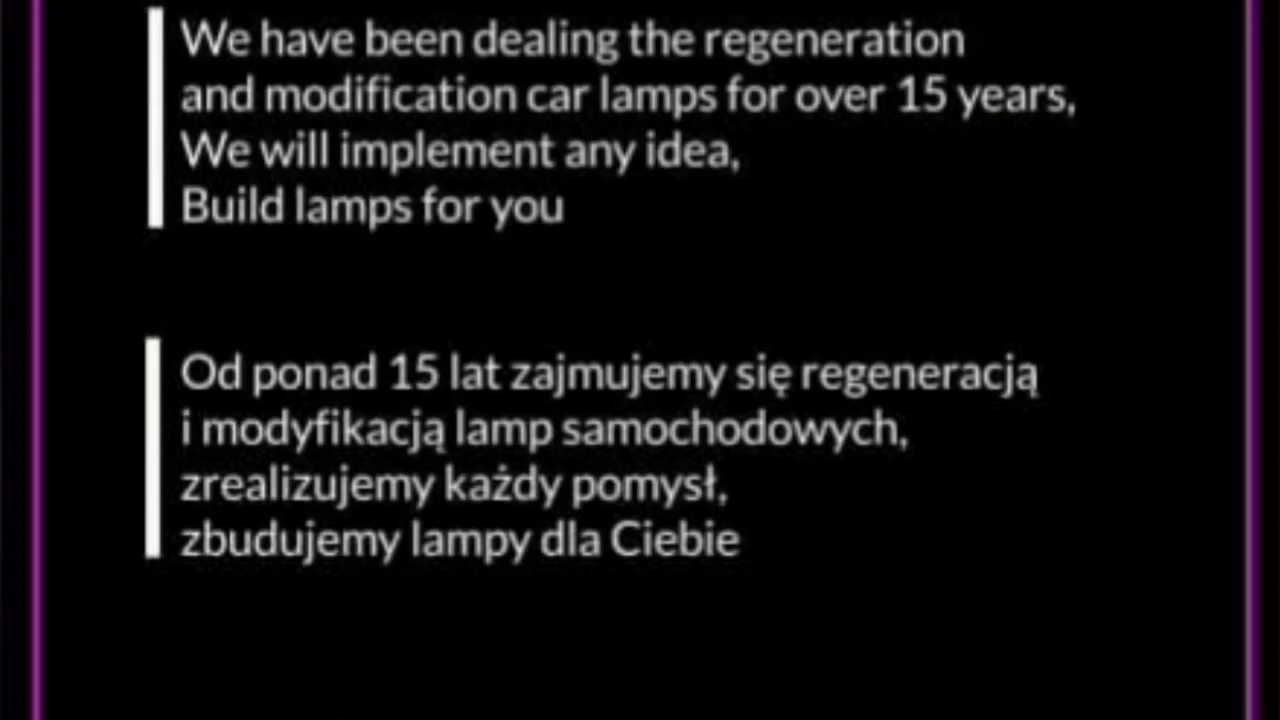 We have been dealing the regeneration
and modification car lamps for over 15 years,
We will implement any idea,
Build lamps for you
Od ponad 15 lat zajmujemy się regeneracją
i modyfikacją lamp samochodowych,
zrealizujemy każdy pomysł,
zbudujemy lampy dla Ciebie